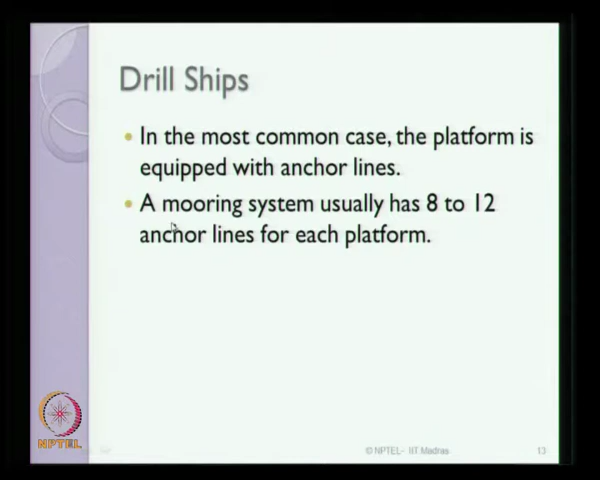 Drill Ships
In the most common case, the platform is
equipped with anchor lines.
A mooring system usually has 8 to 12
anchor lines for each platform.
NPTEL
© NPTEL- IIT Madras
13